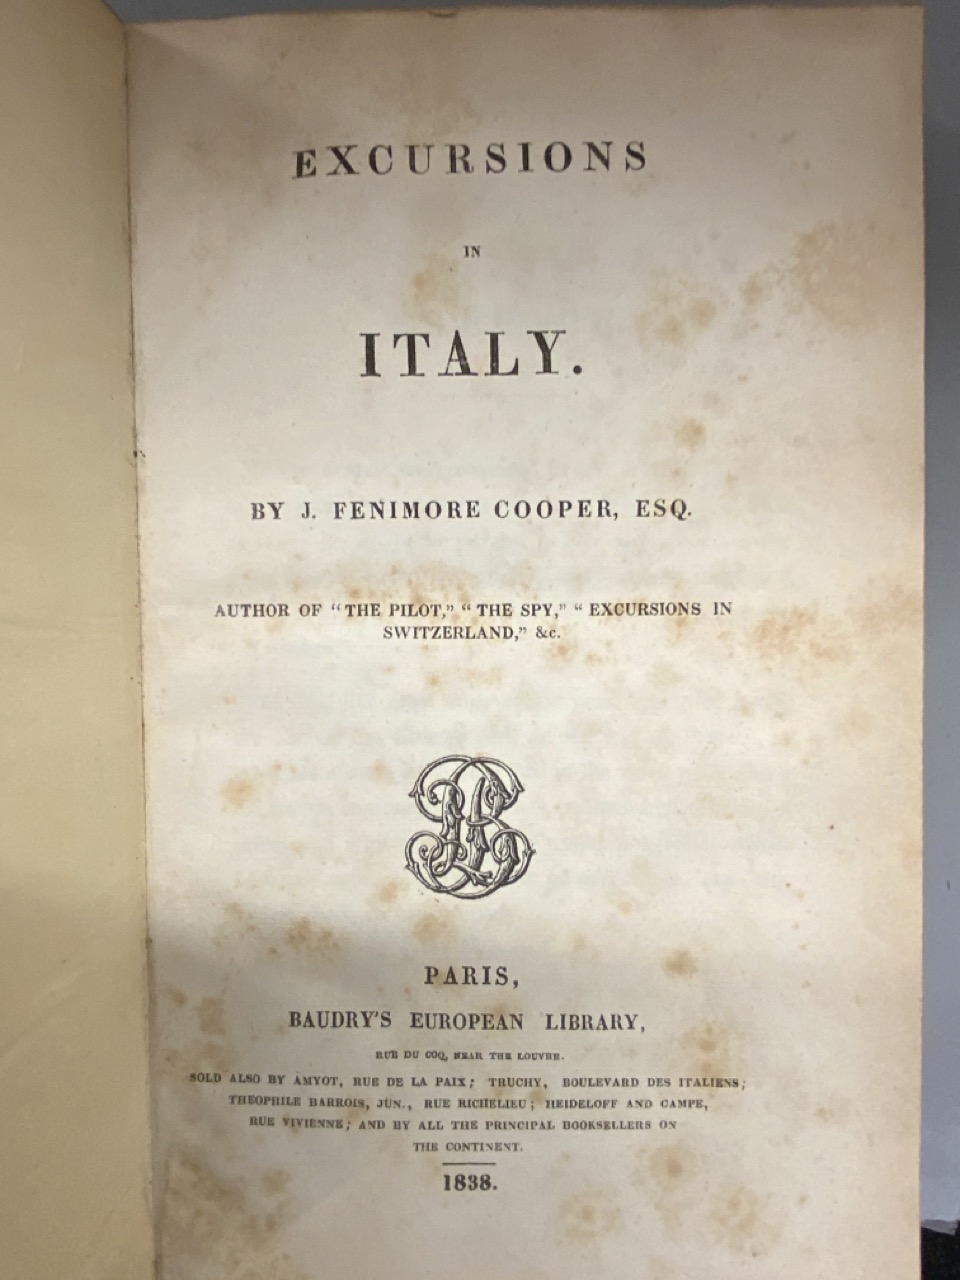 EXCURSIONS
IN
ITALY.
BY J. FENIMORE COOPER, ESQ.
AUTHOR OF "THE PILOT," "THE SPY," "EXCURSIONS IN
SWITZERLAND," &c.
PARIS,
BAUDRY'S EUROPEAN LIBRARY,
RUE DU COQ, NEAR THE LOUVRE.
SOLD ALSO BY AMYOT, RUE DE LA PAIX; TRUCHY, BOULEVARD DES ITALIENS;
THEOPHILE BARROIS, JUN., RUE RICHELIEU; HEIDELOFF AND CAMPE,
RUE VIVIENNE; AND BY ALL THE PRINCIPAL BOOKSELLERS ON
THE CONTINENT.
1838.